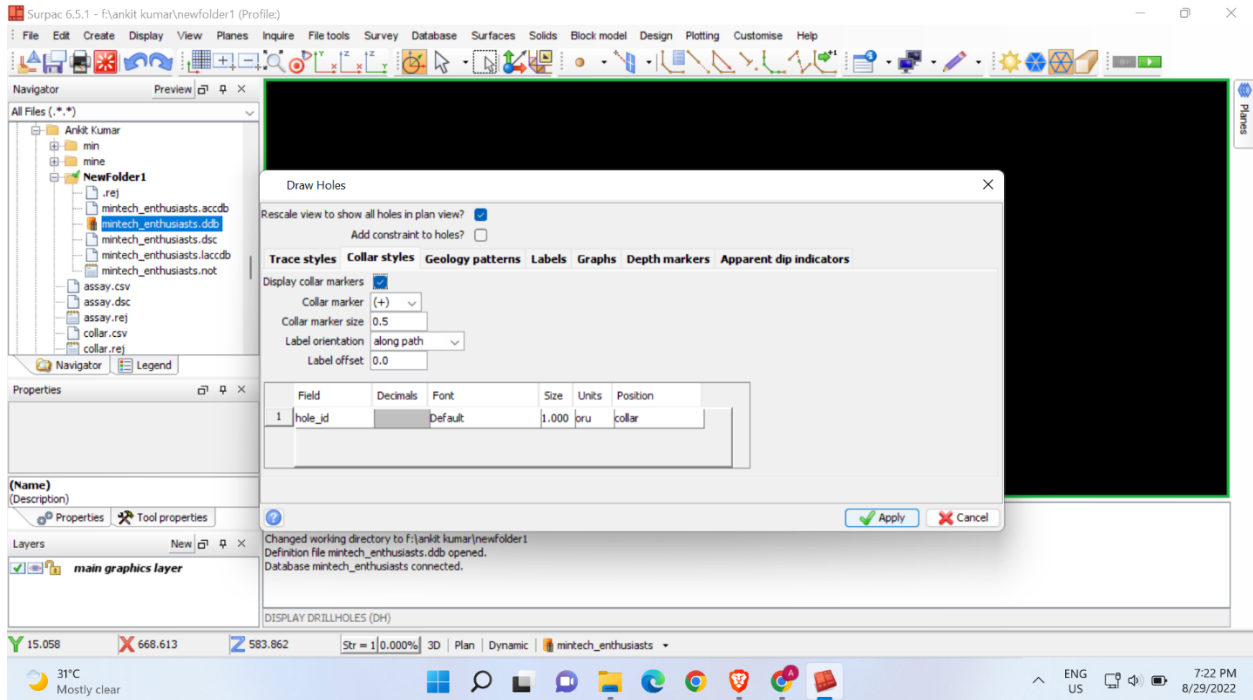 Surpac 6.5.1 - f:\ankit kumar\newfolder1 (Profile:)
File Edit Create Display View Planes Inquire File tools Survey Database Surfaces Solids Block model Design Plotting Customise Help
Navigator Preview
All Files (.*.*)
Ankit Kumar
min
mine
NewFolder1
.rej
mintech_enthusiasts.accdb
mintech_enthusiasts.ddb
mintech_enthusiasts.dsc
mintech_enthusiasts.laccdb
mintech_enthusiasts.not
assay.csv
assay.dsc
assay.rej
collar.csv
collar.rej
Navigator Legend
Properties
(Name)
(Description)
Properties Tool properties
Layers New
main graphics layer
Planes
Draw Holes
Rescale view to show all holes in plan view?
Add constraint to holes?
Trace styles Collar styles Geology patterns Labels Graphs Depth markers Apparent dip indicators
Display collar markers
Collar marker (+)
Collar marker size 0.5
Label orientation along path
Label offset 0.0
Field Decimals Font Size Units Position
1 hole_id Default 1.000 oru collar
Apply Cancel
Changed working directory to f:\ankit kumar\newfolder1
Definition file mintech_enthusiasts.ddb opened.
Database mintech_enthusiasts connected.
DISPLAY DRILLHOLES (DH)
Y 15.058 X 668.613 Z 583.862 Str = 1 0.000% 3D Plan Dynamic mintech_enthusiasts
31°C
Mostly clear
ENG
US
7:22 PM
8/29/2022